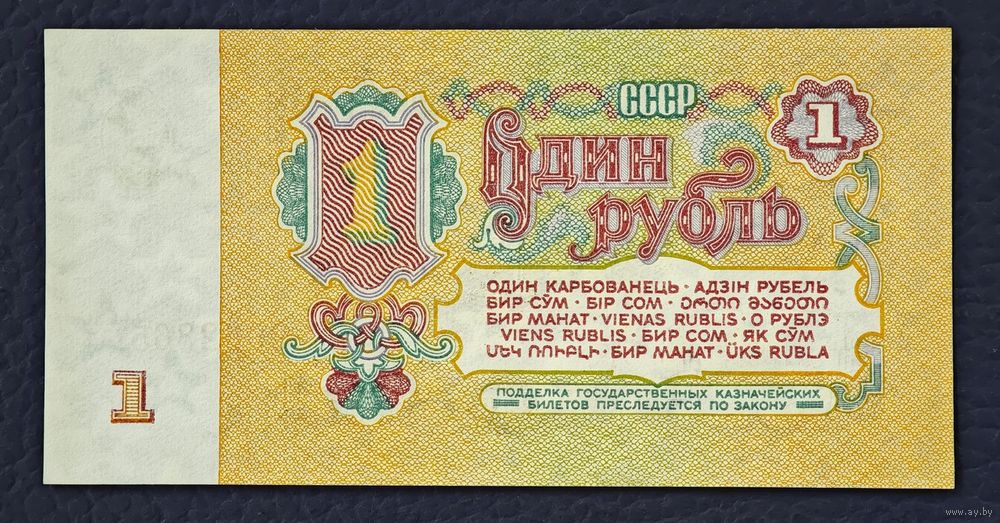 СССР
1
1
Один
рубль
ОДИН КАРБОВАНЕЦЬ · АДЗІН РУБЕЛЬ
БИР СЎМ · БІР СОМ · ᲔᲠᲗᲘ ᲛᲐᲜᲔᲗᲘ
БИР МАНАТ · VIENAS RUBLIS · О РУБЛЭ
VIENS RUBLIS · БИР СОМ · ЯК СЎМ
ՄԵԿ ՌՈՒԲԼԻ · БИР МАНАТ · ÜKS RUBLA
1
ПОДДЕЛКА ГОСУДАРСТВЕННЫХ КАЗНАЧЕЙСКИХ
БИЛЕТОВ ПРЕСЛЕДУЕТСЯ ПО ЗАКОНУ
www.ay.by